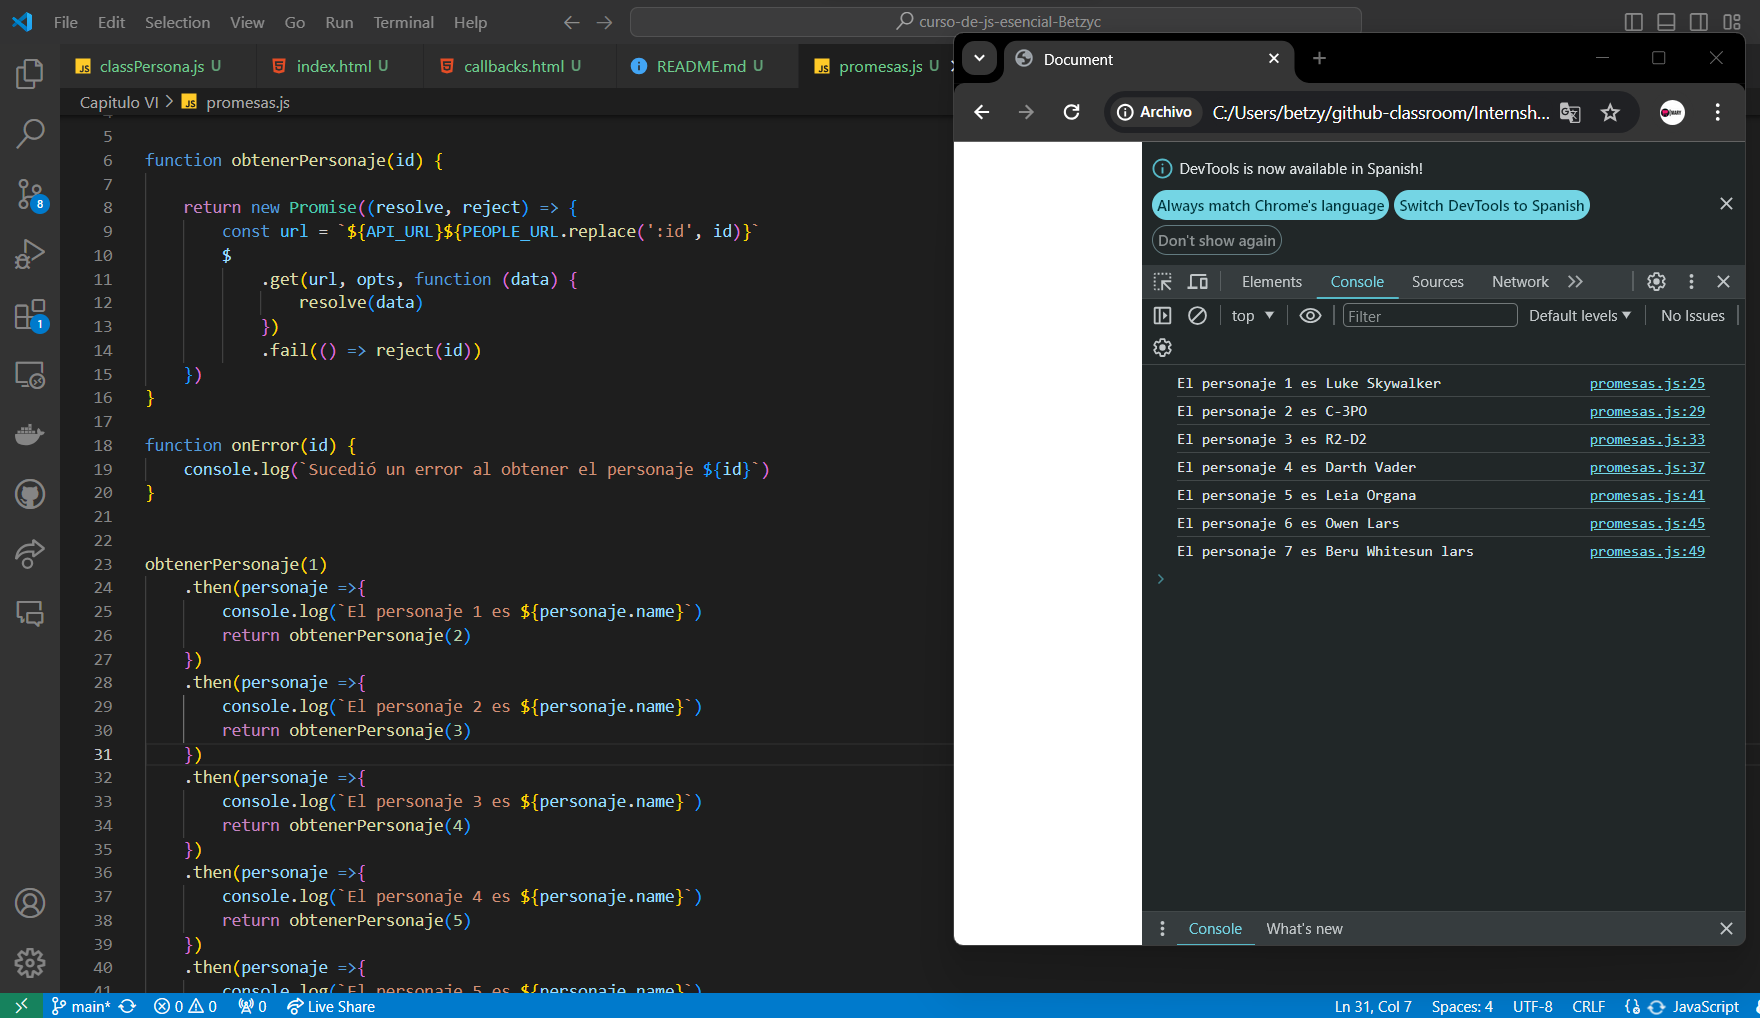 File Edit Selection View Go Run Terminal Help
curso-de-js-esencial-Betzyc
JS classPersona.js U
index.html U
callbacks.html U
README.md U
JS promesas.js U
Capitulo VI > JS promesas.js
5
6 function obtenerPersonaje(id) {
7
8 return new Promise((resolve, reject) => {
9 const url = `${API_URL}${PEOPLE_URL.replace(':id', id)}`
10 $
11 .get(url, opts, function (data) {
12 resolve(data)
13 })
14 .fail(() => reject(id))
15 })
16 }
17
18 function onError(id) {
19 console.log(`Sucedió un error al obtener el personaje ${id}`)
20 }
21
22
23 obtenerPersonaje(1)
24 .then(personaje =>{
25 console.log(`El personaje 1 es ${personaje.name}`)
26 return obtenerPersonaje(2)
27 })
28 .then(personaje =>{
29 console.log(`El personaje 2 es ${personaje.name}`)
30 return obtenerPersonaje(3)
31 })
32 .then(personaje =>{
33 console.log(`El personaje 3 es ${personaje.name}`)
34 return obtenerPersonaje(4)
35 })
36 .then(personaje =>{
37 console.log(`El personaje 4 es ${personaje.name}`)
38 return obtenerPersonaje(5)
39 })
40 .then(personaje =>{
41 console.log(`El personaje 5 es ${personaje.name}`)
8
1
Document
Archivo C:/Users/betzy/github-classroom/Internsh...
DevTools is now available in Spanish!
Always match Chrome's language Switch DevTools to Spanish
Don't show again
Elements Console Sources Network
top Filter Default levels No Issues
El personaje 1 es Luke Skywalker promesas.js:25
El personaje 2 es C-3PO promesas.js:29
El personaje 3 es R2-D2 promesas.js:33
El personaje 4 es Darth Vader promesas.js:37
El personaje 5 es Leia Organa promesas.js:41
El personaje 6 es Owen Lars promesas.js:45
El personaje 7 es Beru Whitesun lars promesas.js:49
Console What's new
main* 0 0 0 Live Share Ln 31, Col 7 Spaces: 4 UTF-8 CRLF JavaScript